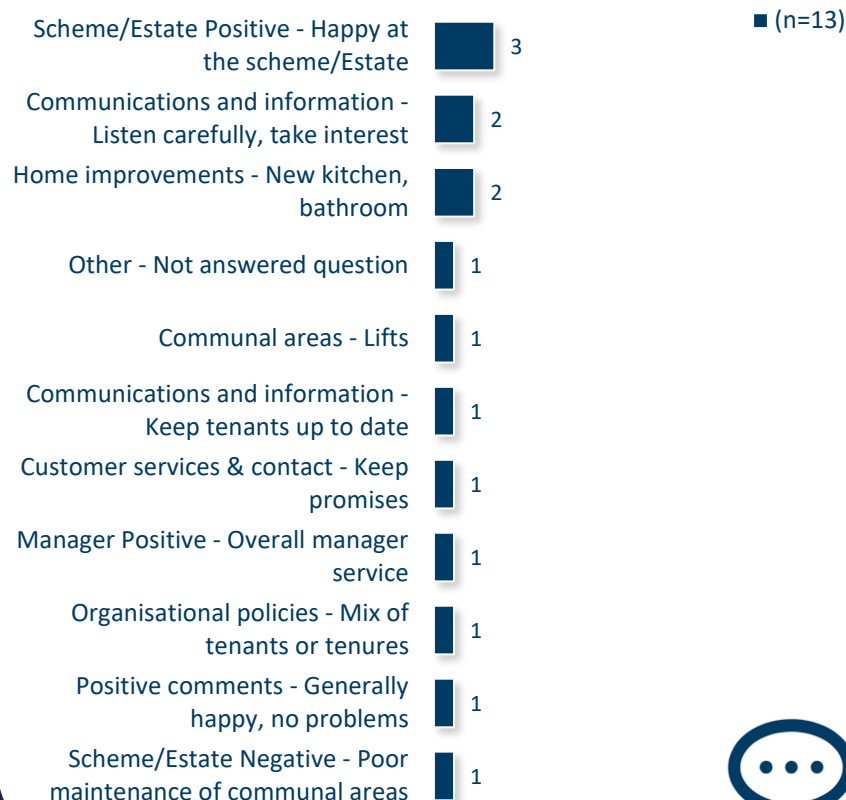 (n=13)
Scheme/Estate Positive - Happy at
the scheme/Estate
3
Communications and information -
Listen carefully, take interest
2
Home improvements - New kitchen,
bathroom
2
Other - Not answered question
1
Communal areas - Lifts
1
Communications and information -
Keep tenants up to date
1
Customer services & contact - Keep
promises
1
Manager Positive - Overall manager
service
1
Organisational policies - Mix of
tenants or tenures
1
Positive comments - Generally
happy, no problems
1
Scheme/Estate Negative - Poor
maintenance of communal areas
1